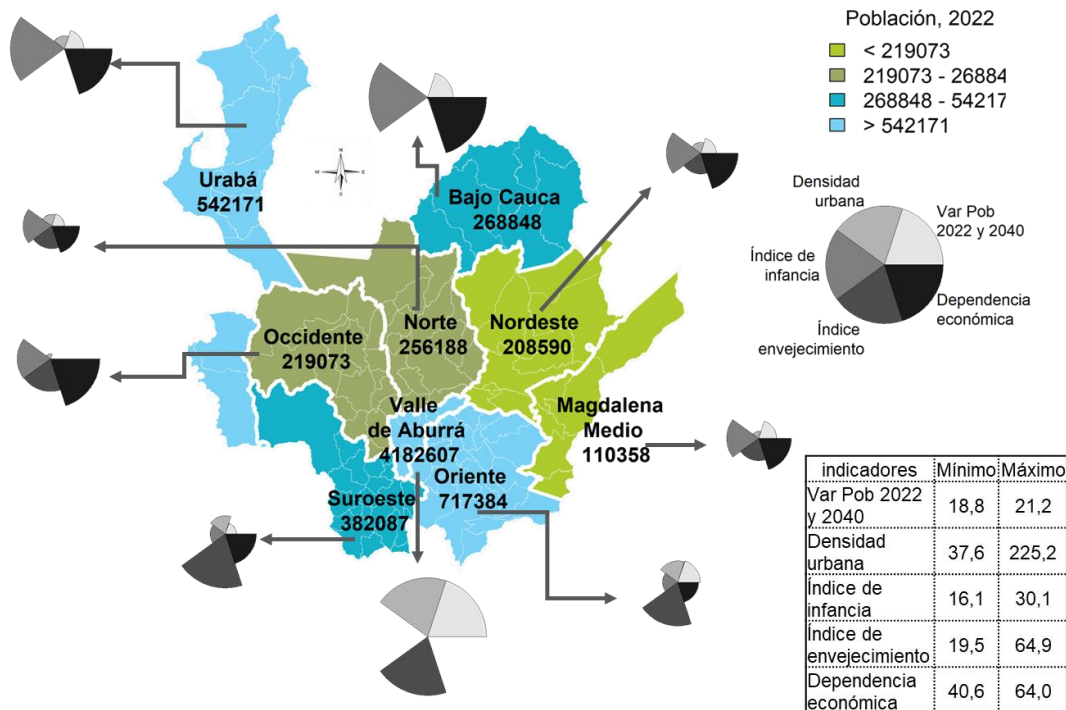 Población, 2022
< 219073
219073 - 26884
268848 - 54217
> 542171
N
W
E
S
Urabá
542171
Bajo Cauca
268848
Densidad
urbana
Var Pob
2022 y 2040
Índice de
infancia
Dependencia
económica
Índice
envejecimiento
Occidente
219073
Norte
256188
Nordeste
208590
Valle
de Aburrá
4182607
Magdalena
Medio
110358
Oriente
717384
Suroeste
382087
indicadores Mínimo Máximo
Var Pob 2022
y 2040 18,8 21,2
Densidad
urbana 37,6 225,2
Índice de
infancia 16,1 30,1
Índice de
envejecimiento 19,5 64,9
Dependencia
económica 40,6 64,0